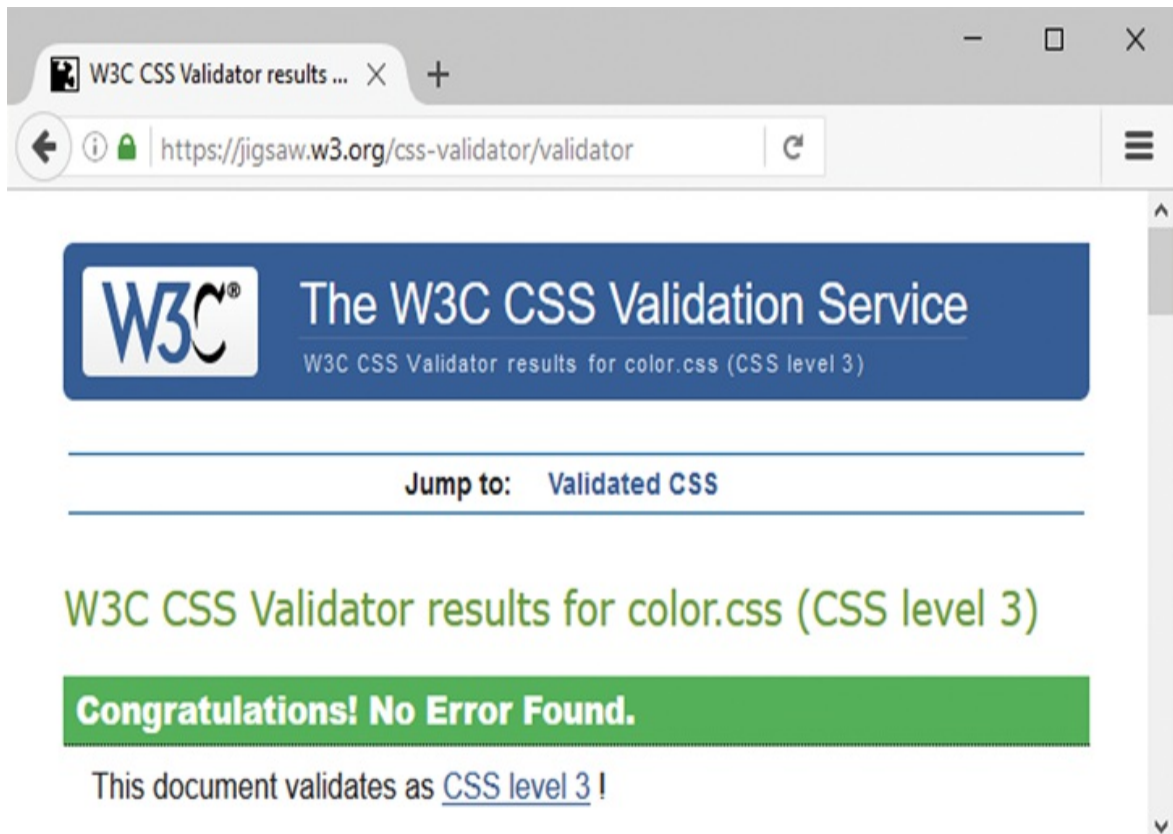 W3C CSS Validator results ...
https://jigsaw.w3.org/css-validator/validator
W3C®
The W3C CSS Validation Service
W3C CSS Validator results for color.css (CSS level 3)
Jump to: Validated CSS
W3C CSS Validator results for color.css (CSS level 3)
Congratulations! No Error Found.
This document validates as CSS level 3 !